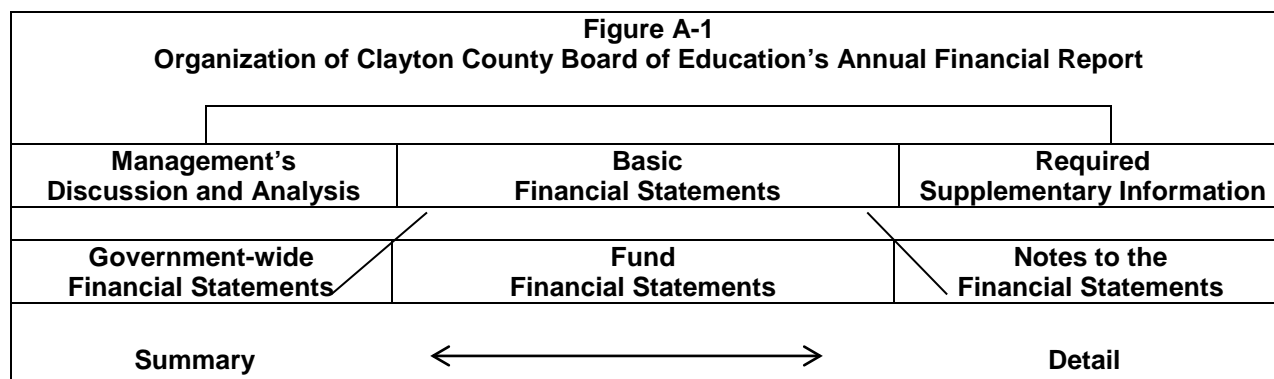 Figure A-1
Organization of Clayton County Board of Education’s Annual Financial Report
Management’s
Discussion and Analysis
Basic
Financial Statements
Required
Supplementary Information
Government-wide
Financial Statements
Fund
Financial Statements
Notes to the
Financial Statements
Summary
Detail